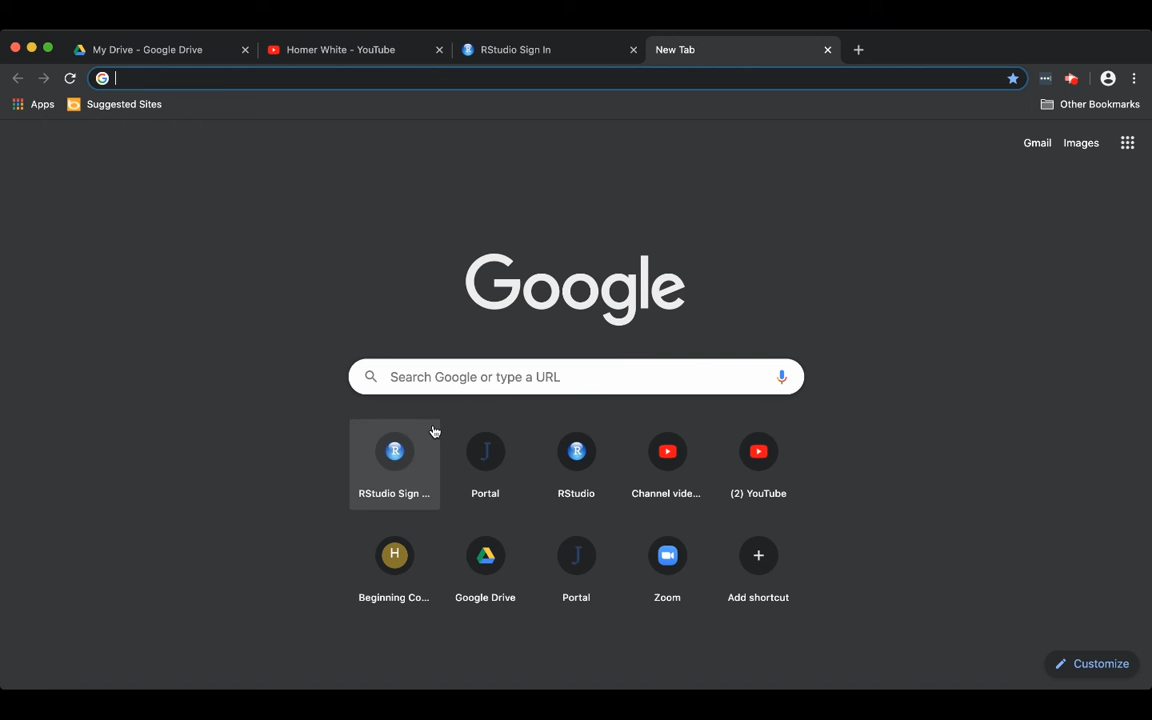 My Drive - Google Drive
Homer White - YouTube
RStudio Sign In
New Tab
Apps
Suggested Sites
Other Bookmarks
Gmail
Images
Google
Search Google or type a URL
RStudio Sign ...
Portal
RStudio
Channel vide...
(2) YouTube
H
Beginning Co...
Google Drive
Portal
Zoom
Add shortcut
Customize